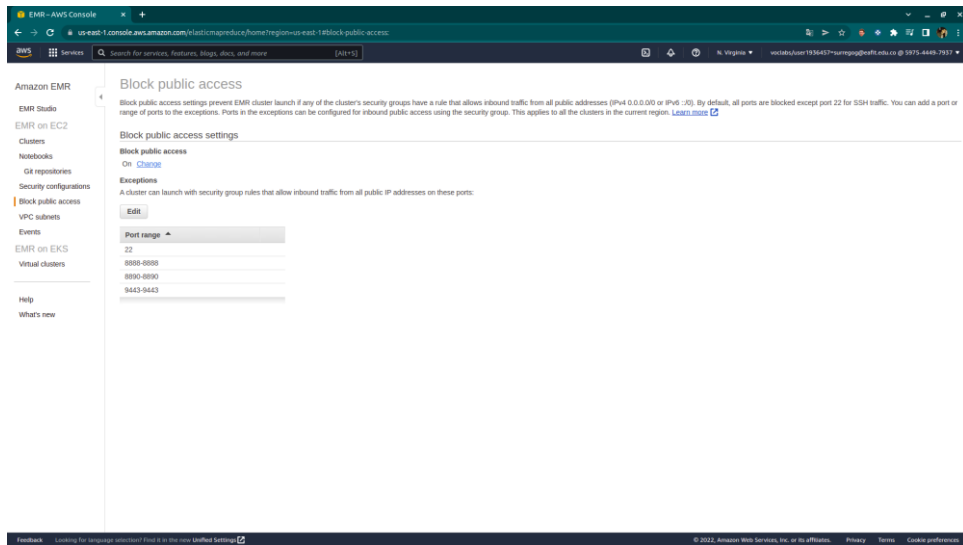 EMR – AWS Console
us-east-1.console.aws.amazon.com/elasticmapreduce/home?region=us-east-1#block-public-access:
aws
Services
Search for services, features, blogs, docs, and more
[Alt+S]
N. Virginia
voclabs/user1936457=surregog@eafit.edu.co @ 5975-4449-7937
Amazon EMR
EMR Studio
EMR on EC2
Clusters
Notebooks
Git repositories
Security configurations
Block public access
VPC subnets
Events
EMR on EKS
Virtual clusters
Help
What's new
Block public access
Block public access settings prevent EMR cluster launch if any of the cluster's security groups have a rule that allows inbound traffic from all public addresses (IPv4 0.0.0.0/0 or IPv6 ::/0). By default, all ports are blocked except port 22 for SSH traffic. You can add a port or
range of ports to the exceptions. Ports in the exceptions can be configured for inbound public access using the security group. This applies to all the clusters in the current region. Learn more
Block public access settings
Block public access
On Change
Exceptions
A cluster can launch with security group rules that allow inbound traffic from all public IP addresses on these ports:
Edit
Port range
22
8888-8888
8890-8890
9443-9443
Feedback
Looking for language selection? Find it in the new Unified Settings
© 2022, Amazon Web Services, Inc. or its affiliates.
Privacy
Terms
Cookie preferences